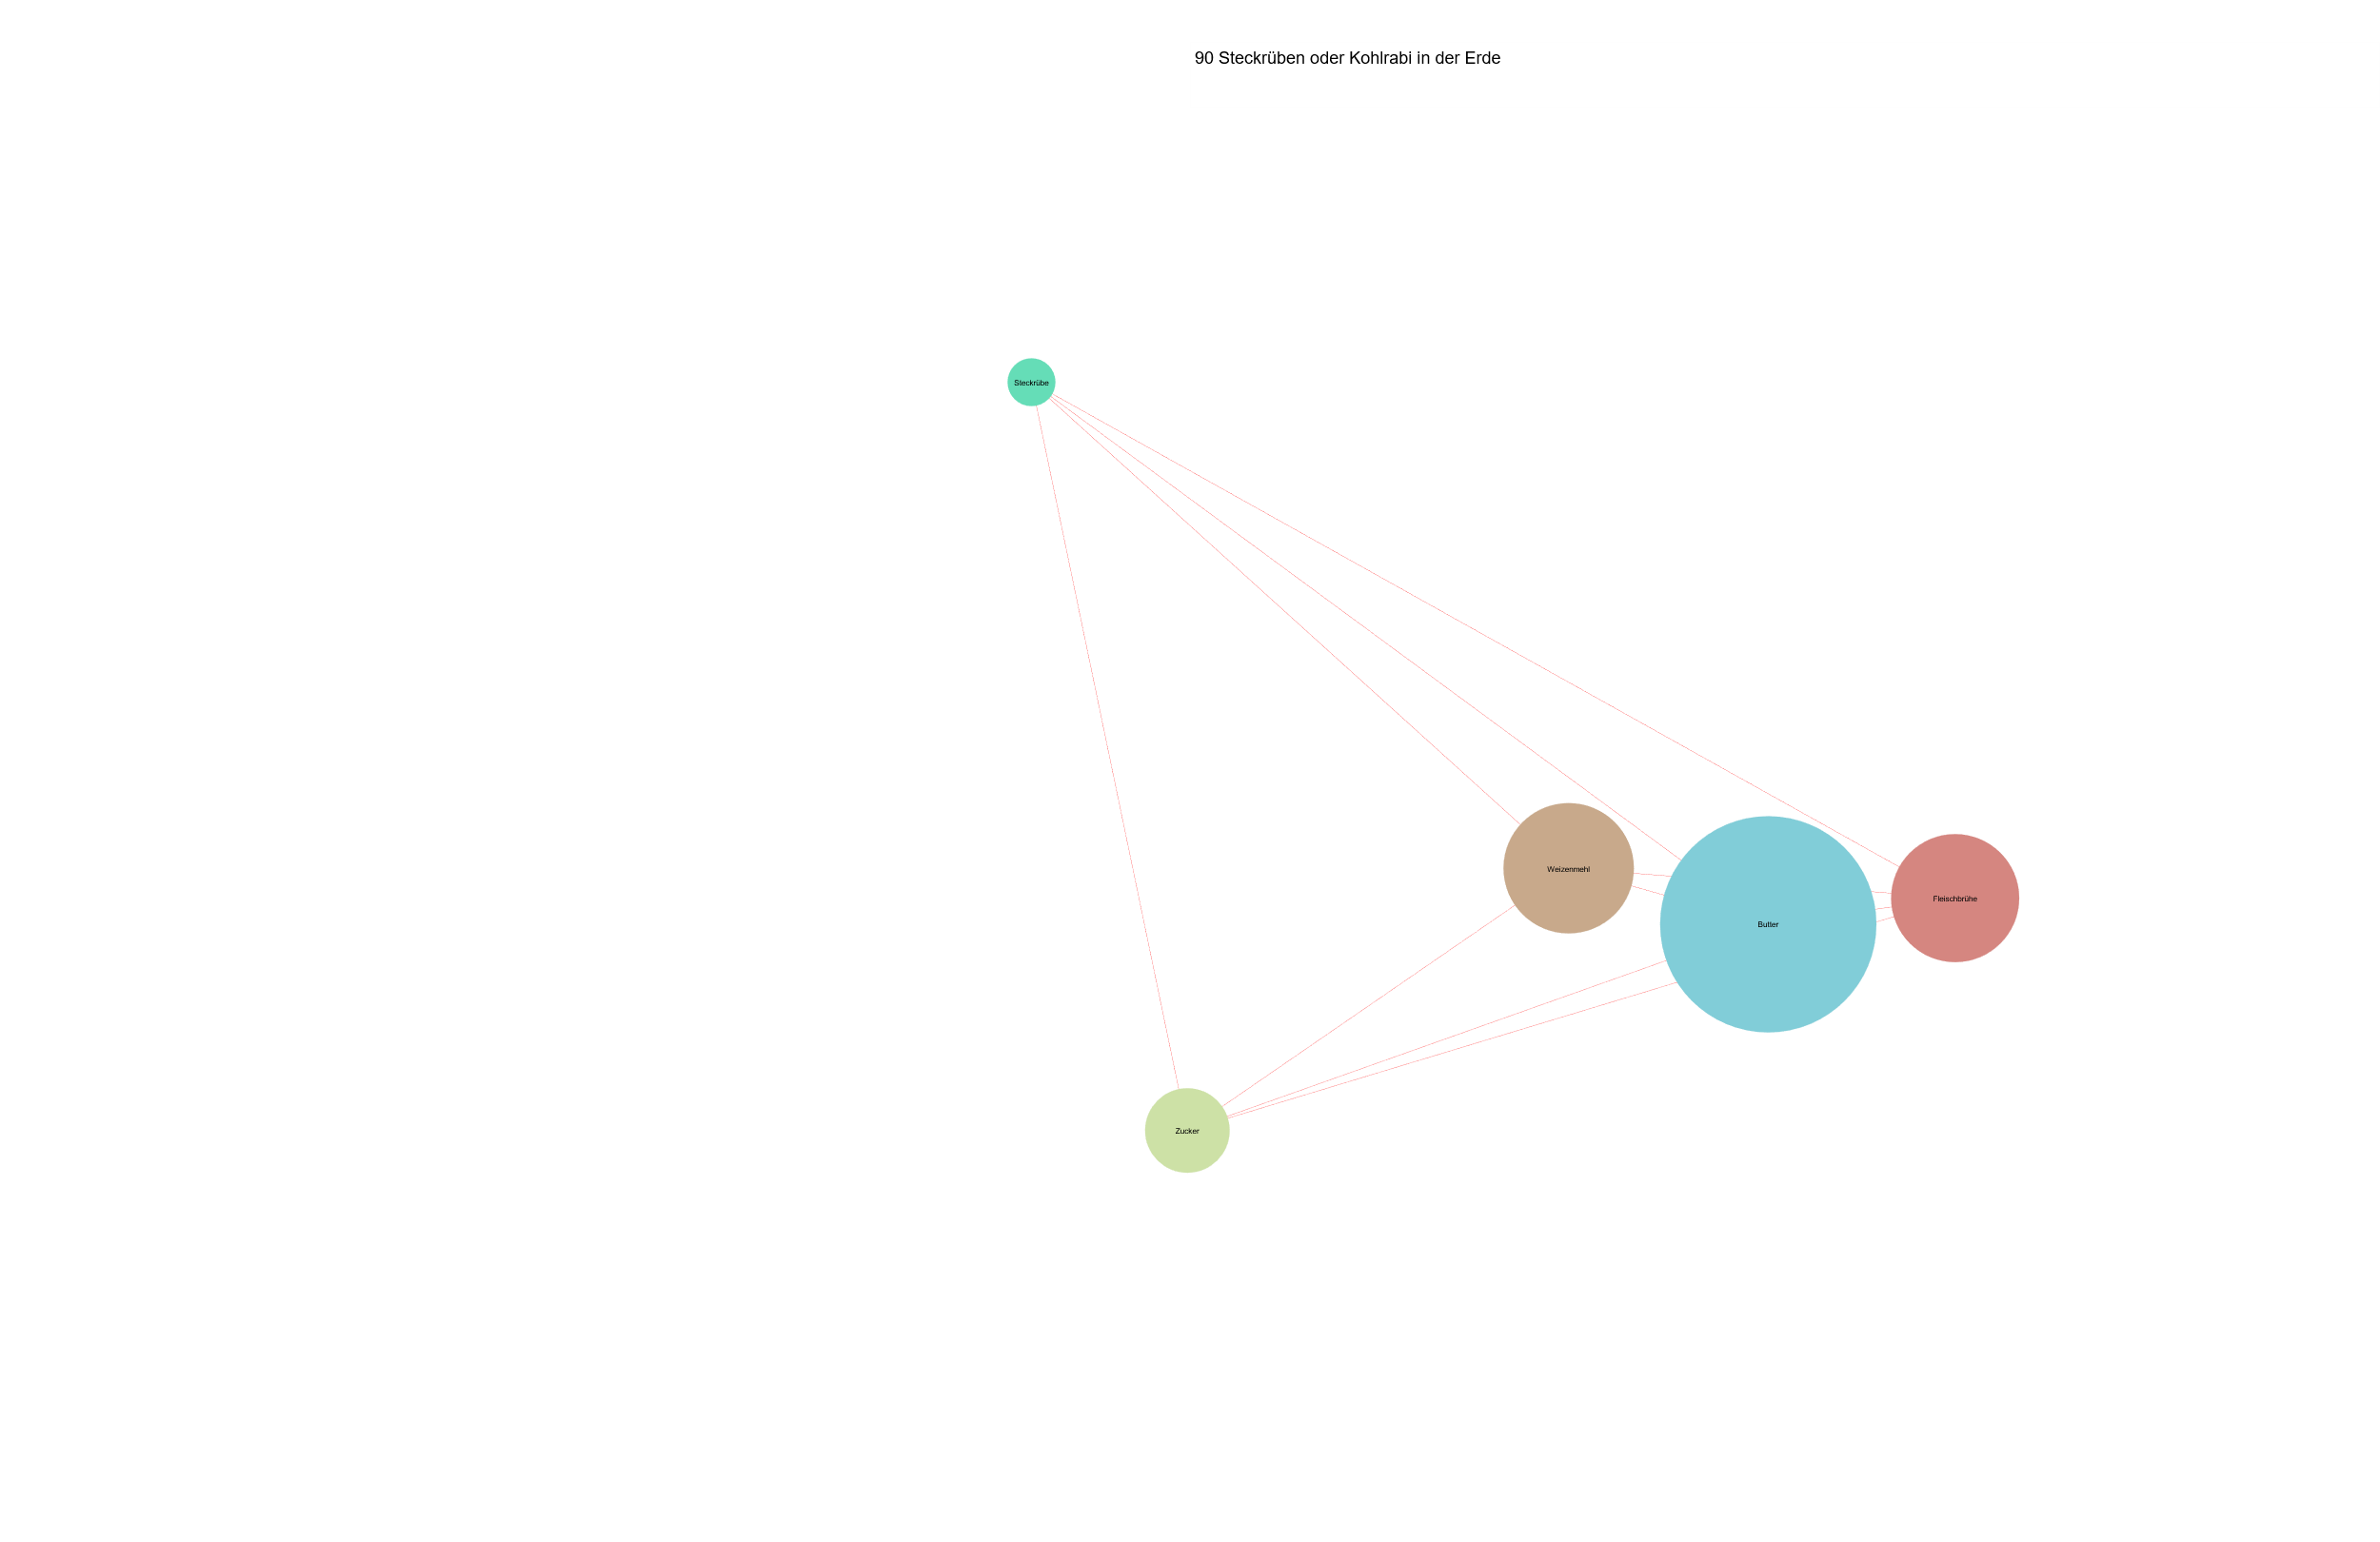 90 Steckrüben oder Kohlrabi in der Erde
Steckrübe
Weizenmehl
Fleischbrühe
Butter
Zucker